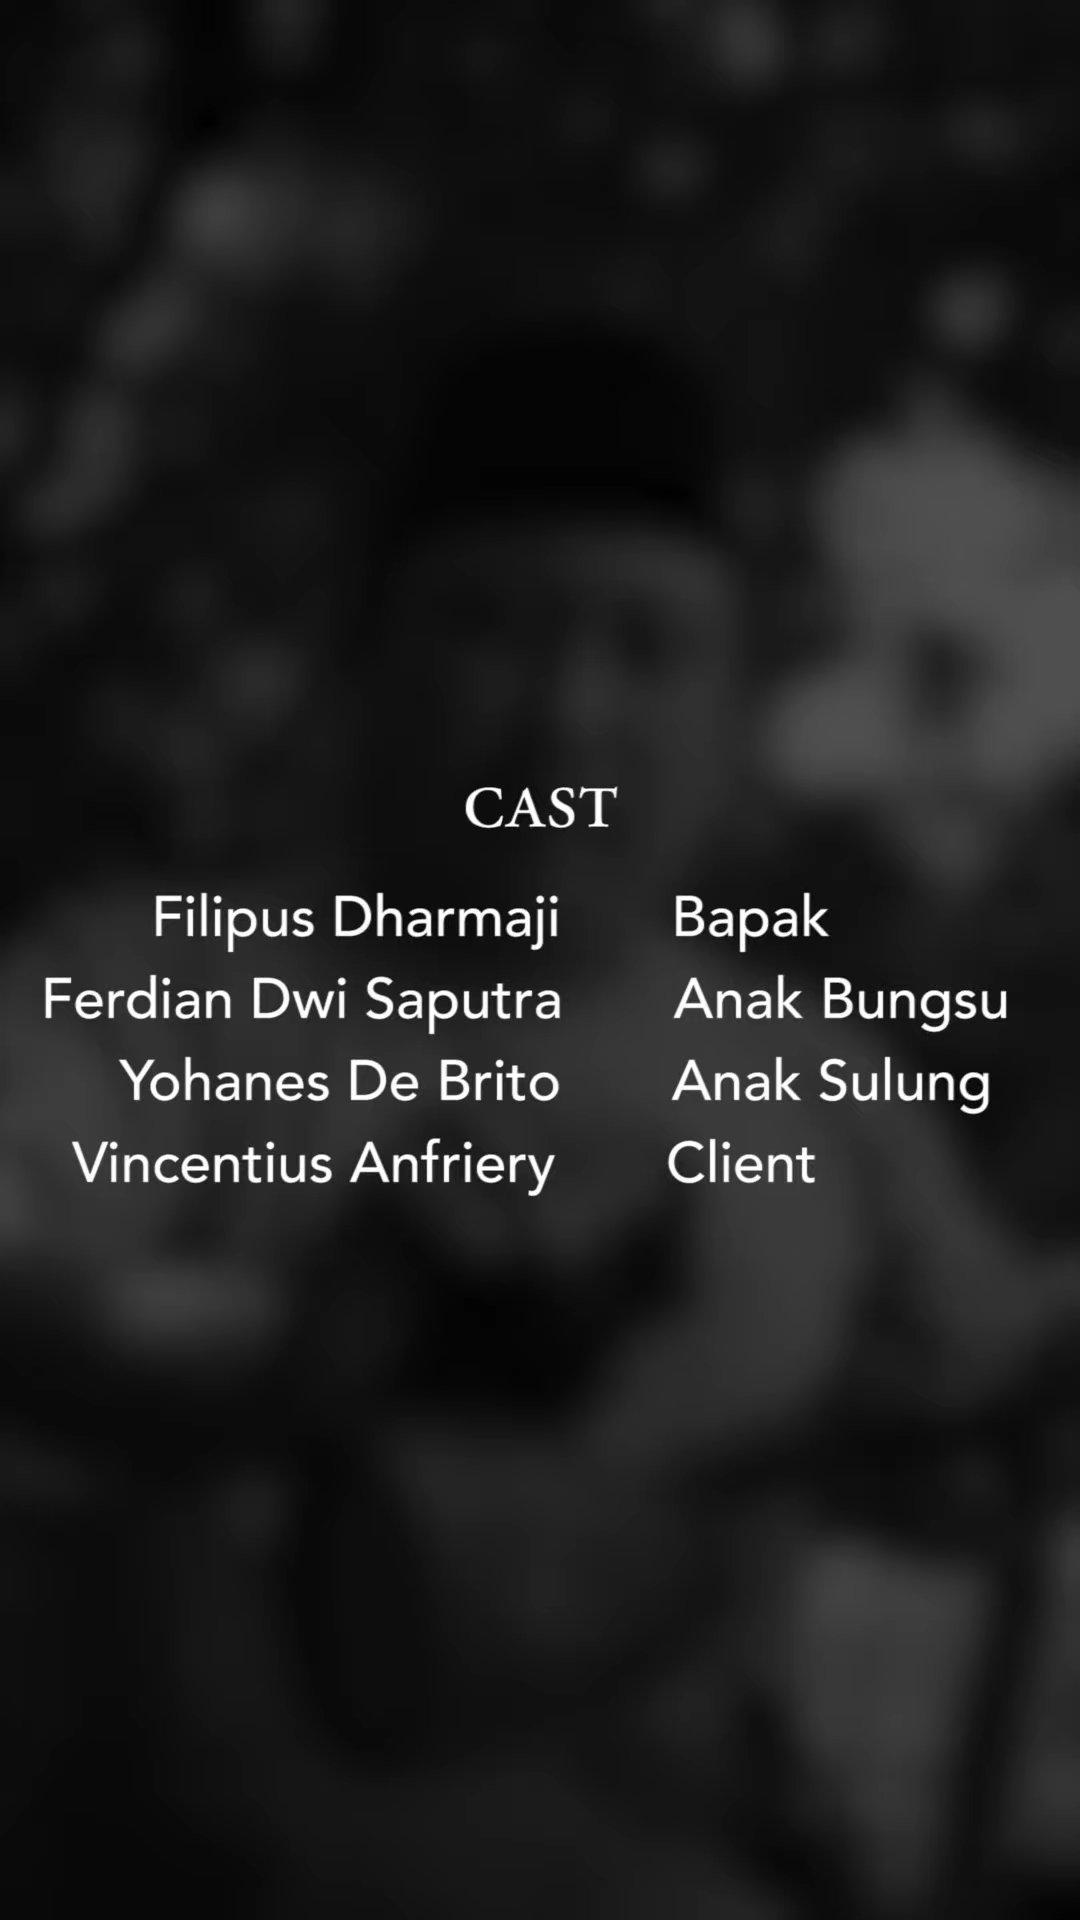 CAST
Filipus Dharmaji Bapak
Ferdian Dwi Saputra Anak Bungsu
Yohanes De Brito Anak Sulung
Vincentius Anfriery Client